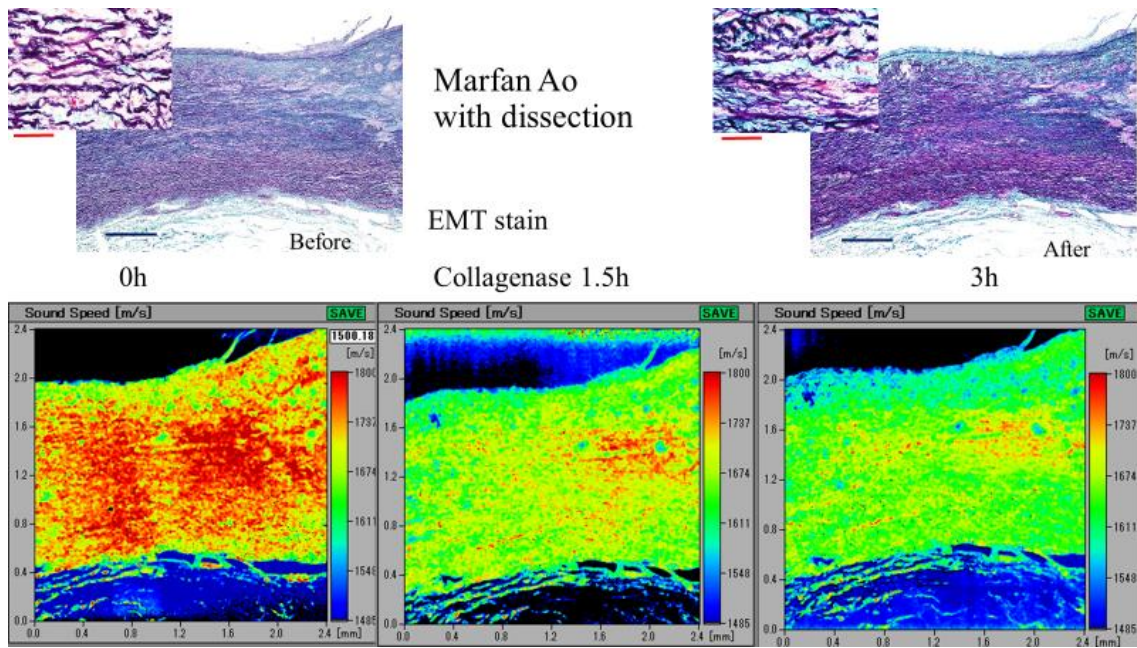 Marfan Ao
with dissection
EMT stain
Before
After
0h
Collagenase 1.5h
3h
Sound Speed [m/s]
SAVE
1500.18
[m/s]
2.4
2.0
1.6
1.2
0.8
0.4
0.0
1800
1737
1674
1611
1548
1485
0.0 0.4 0.8 1.2 1.6 2.0 2.4 [mm]
Sound Speed [m/s]
SAVE
[m/s]
2.4
2.0
1.6
1.2
0.8
0.4
0.0
1800
1737
1674
1611
1548
1485
0.0 0.4 0.8 1.2 1.6 2.0 2.4 [mm]
Sound Speed [m/s]
SAVE
[m/s]
2.4
2.0
1.6
1.2
0.8
0.4
0.0
1800
1737
1674
1611
1548
1485
0.0 0.4 0.8 1.2 1.6 2.0 2.4 [mm]